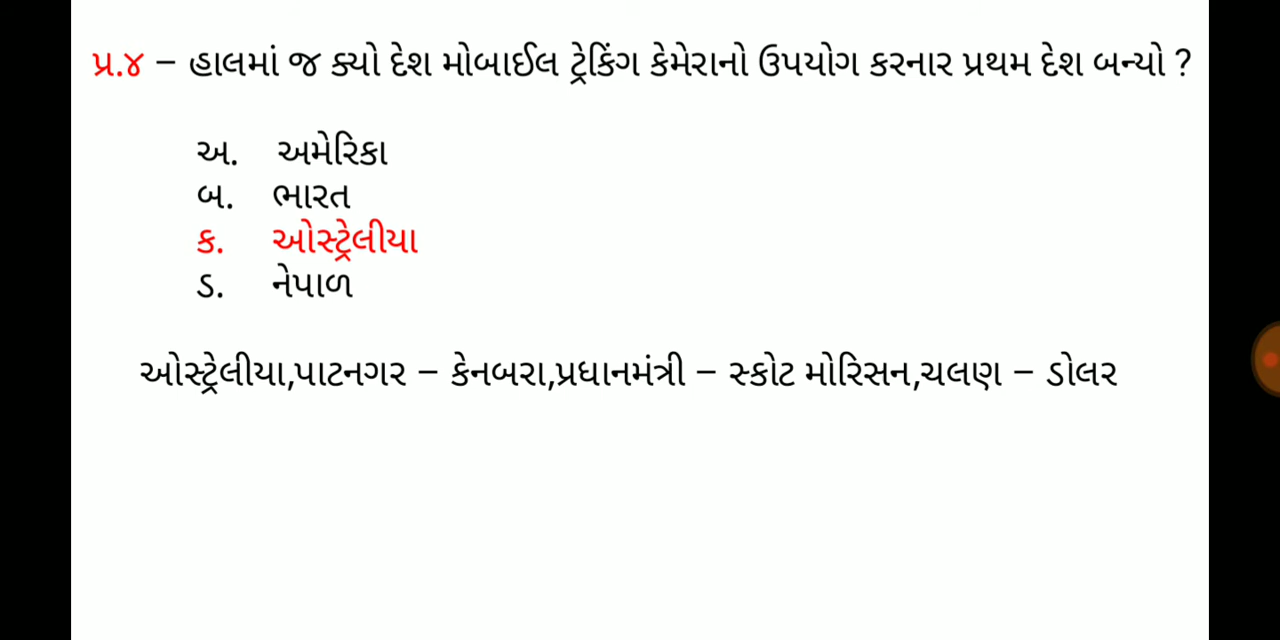 પ્ર.૪ – હાલમાં જ ક્યો દેશ મોબાઈલ ટ્રેકિંગ કેમેરાનો ઉપયોગ કરનાર પ્રથમ દેશ બન્યો ?
અ. અમેરિકા
બ. ભારત
ક. ઓસ્ટ્રેલીયા
ડ. નેપાળ
ઓસ્ટ્રેલીયા,પાટનગર – કેનબરા,પ્રધાનમંત્રી – સ્કોટ મોરિસન,ચલણ – ડોલર